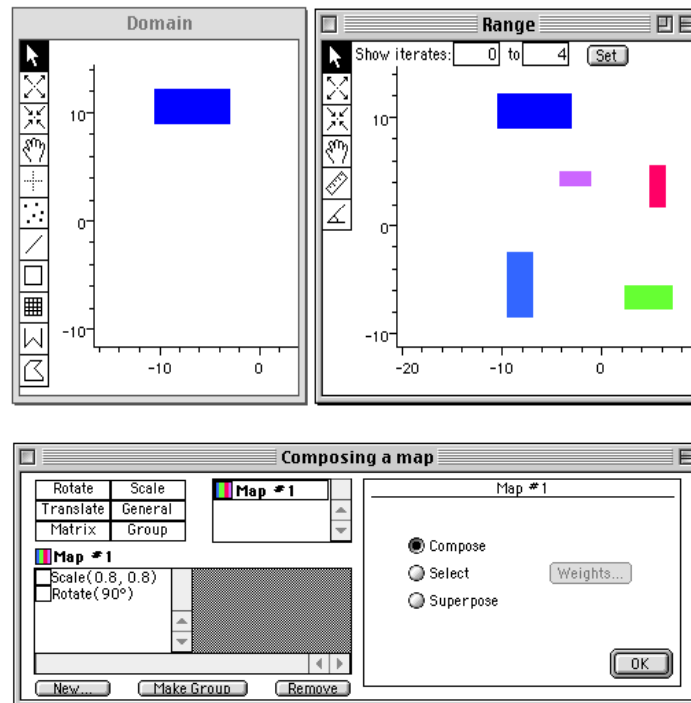 Domain
10
0
-10
-10 0
Range
Show iterates: 0 to 4 Set
10
0
-10
-20 -10 0
Composing a map
Rotate Scale
Translate General
Matrix Group
Map #1
Map #1
Scale(0.8, 0.8)
Rotate(90°)
New... Make Group Remove
Map #1
Compose
Select Weights...
Superpose
OK